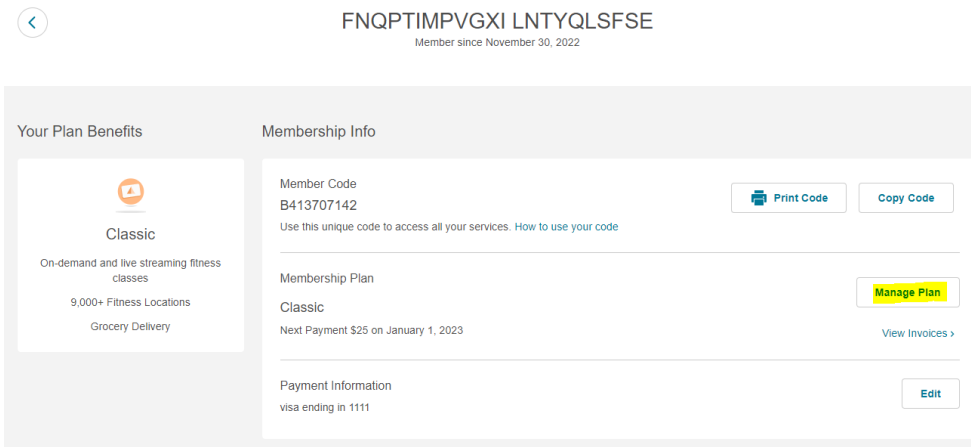 FNQPTIMPVGXI LNTYQLSFSE
Member since November 30, 2022
Your Plan Benefits
Classic
On-demand and live streaming fitness
classes
9,000+ Fitness Locations
Grocery Delivery
Membership Info
Member Code
B413707142
Use this unique code to access all your services. How to use your code
Print Code
Copy Code
Membership Plan
Classic
Next Payment $25 on January 1, 2023
Manage Plan
View Invoices ›
Payment Information
visa ending in 1111
Edit